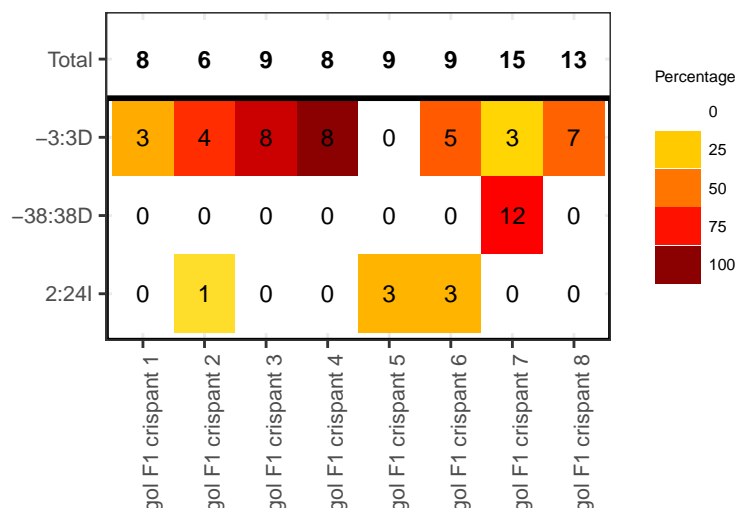 Total 8 6 9 8 9 9 15 13
−3:3D 3 4 8 8 0 5 3 7
−38:38D 0 0 0 0 0 0 12 0
2:24I 0 1 0 0 3 3 0 0
gol F1 crispant 1
gol F1 crispant 2
gol F1 crispant 3
gol F1 crispant 4
gol F1 crispant 5
gol F1 crispant 6
gol F1 crispant 7
gol F1 crispant 8
Percentage
0
25
50
75
100